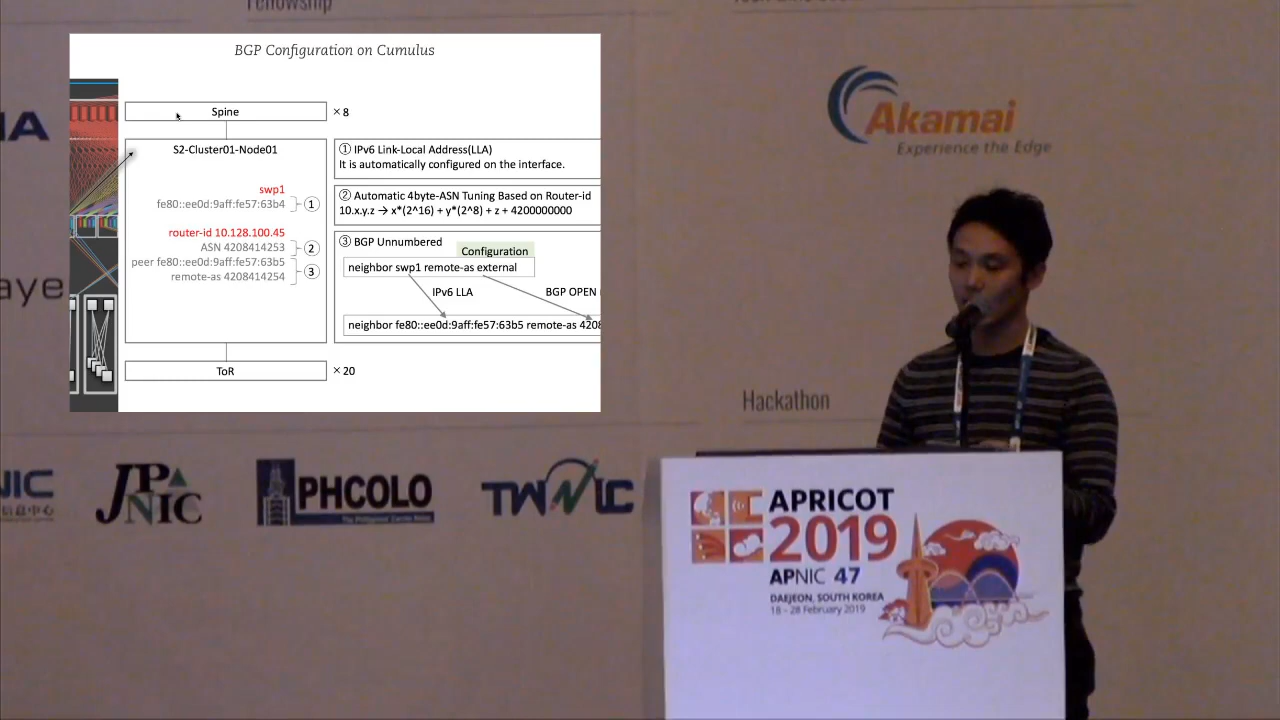 Fellowship
BGP Configuration on Cumulus
Spine
× 8
S2-Cluster01-Node01
swp1
fe80::ee0d:9aff:fe57:63b4
1
router-id 10.128.100.45
ASN 4208414253
2
peer fe80::ee0d:9aff:fe57:63b5
remote-as 4208414254
3
ToR
× 20
① IPv6 Link-Local Address(LLA)
It is automatically configured on the interface.
② Automatic 4byte-ASN Tuning Based on Router-id
10.x.y.z → x*(2^16) + y*(2^8) + z + 4200000000
③ BGP Unnumbered
Configuration
neighbor swp1 remote-as external
IPv6 LLA
BGP OPEN
neighbor fe80::ee0d:9aff:fe57:63b5 remote-as 4208
Akamai
Experience the Edge
Hackathon
JPNIC
PHCOLO
TWNIC
APRICOT
2019
APNIC 47
DAEJEON, SOUTH KOREA
18 - 28 February 2019